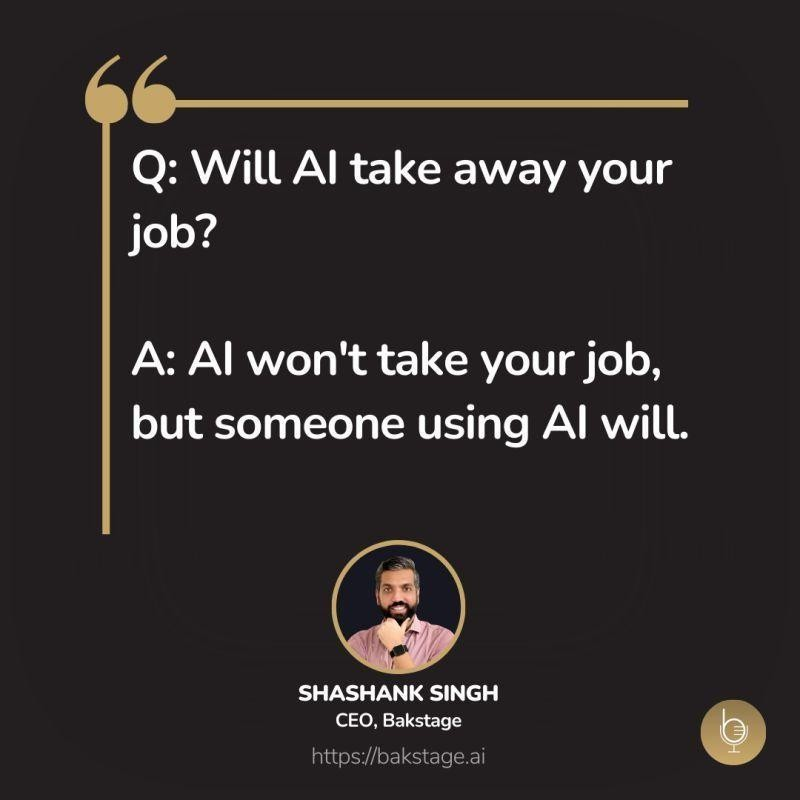 Q: Will AI take away your
job?
A: AI won't take your job,
but someone using AI will.
SHASHANK SINGH
CEO, Bakstage
https://bakstage.ai